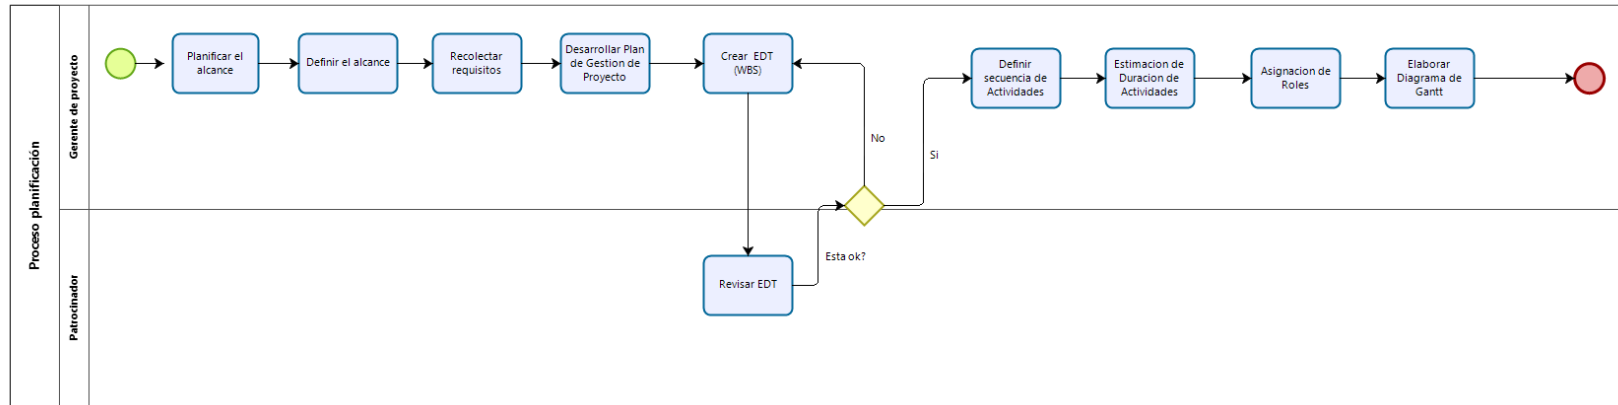 Proceso planificación
Gerente de proyecto
Planificar el
alcance
Definir el alcance
Recolectar
requisitos
Desarrollar Plan
de Gestion de
Proyecto
Crear EDT
(WBS)
Definir
secuencia de
Actividades
Estimacion de
Duracion de
Actividades
Asignacion de
Roles
Elaborar
Diagrama de
Gantt
No
Si
Patrocinador
Revisar EDT
Esta ok?